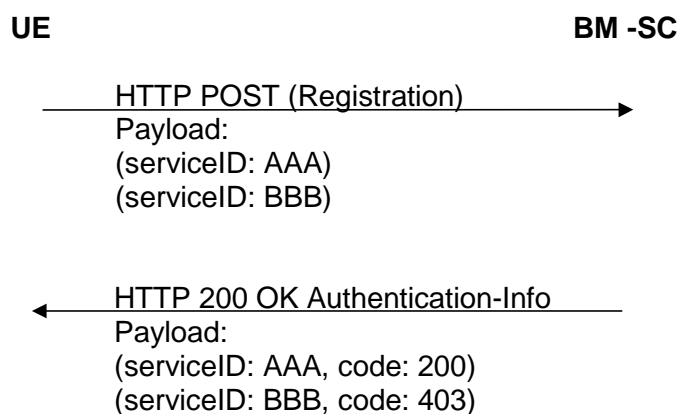 UE BM -SC
HTTP POST (Registration)
Payload:
(serviceID: AAA)
(serviceID: BBB)
HTTP 200 OK Authentication-Info
Payload:
(serviceID: AAA, code: 200)
(serviceID: BBB, code: 403)